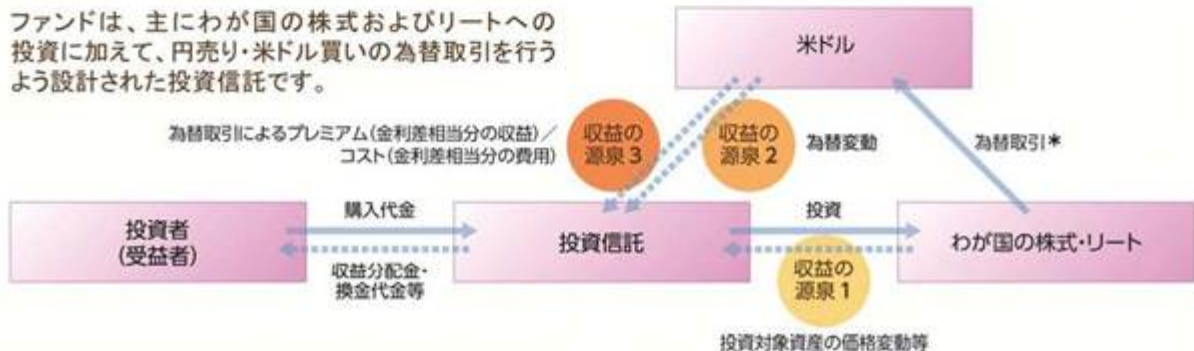 ファンドは、主にわが国の株式およびリートへの
投資に加えて、円売り・米ドル買いの為替取引を行う
よう設計された投資信託です。
米ドル
為替取引によるプレミアム(金利差相当分の収益)/
コスト(金利差相当分の費用)
収益の
源泉3
収益の
源泉2
為替変動
為替取引*
投資者
(受益者)
購入代金
収益分配金・
換金代金等
投資信託
投資
収益の
源泉1
投資対象資産の価格変動等
わが国の株式・リート